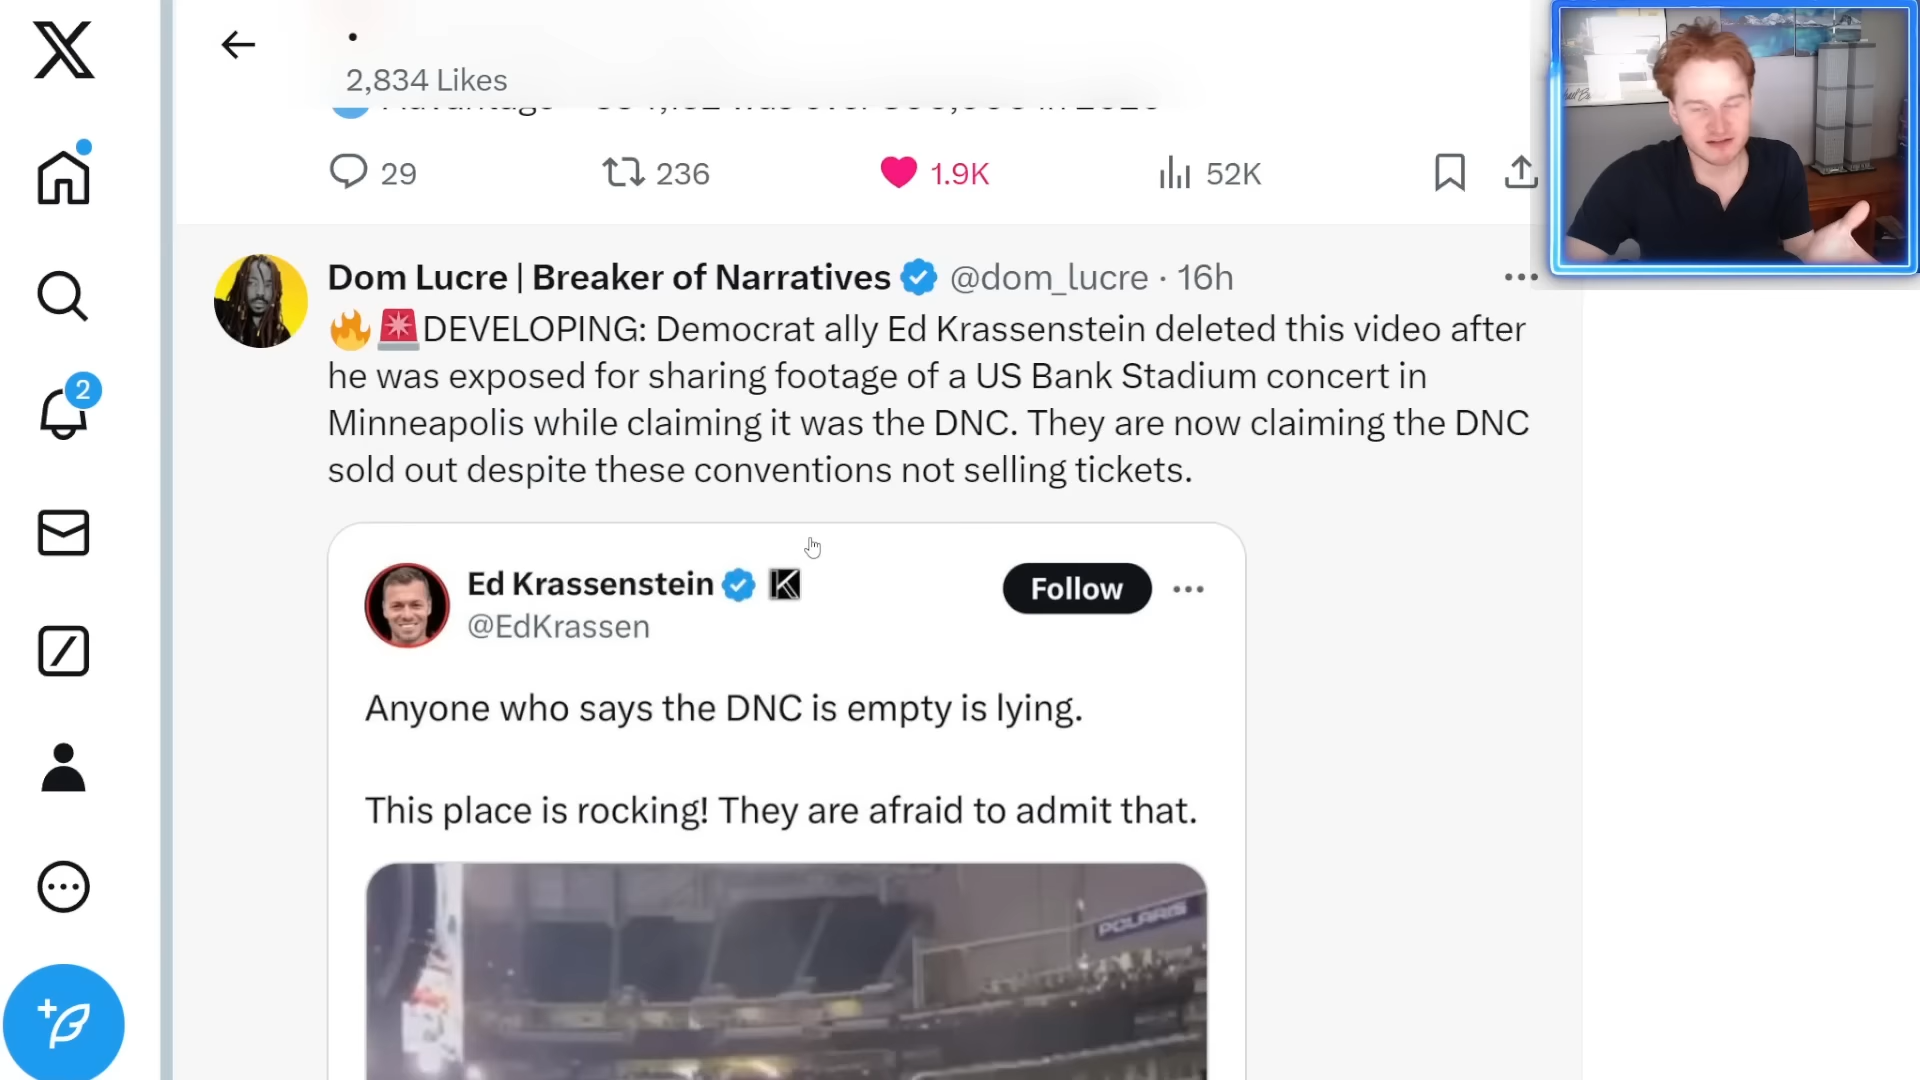 2,834 Likes
29
236
1.9K
52K
2
Dom Lucre | Breaker of Narratives @dom_lucre · 16h
🔥🚨DEVELOPING: Democrat ally Ed Krassenstein deleted this video after
he was exposed for sharing footage of a US Bank Stadium concert in
Minneapolis while claiming it was the DNC. They are now claiming the DNC
sold out despite these conventions not selling tickets.
Ed Krassenstein
Follow
@EdKrassen
Anyone who says the DNC is empty is lying.
This place is rocking! They are afraid to admit that.
POLARIS